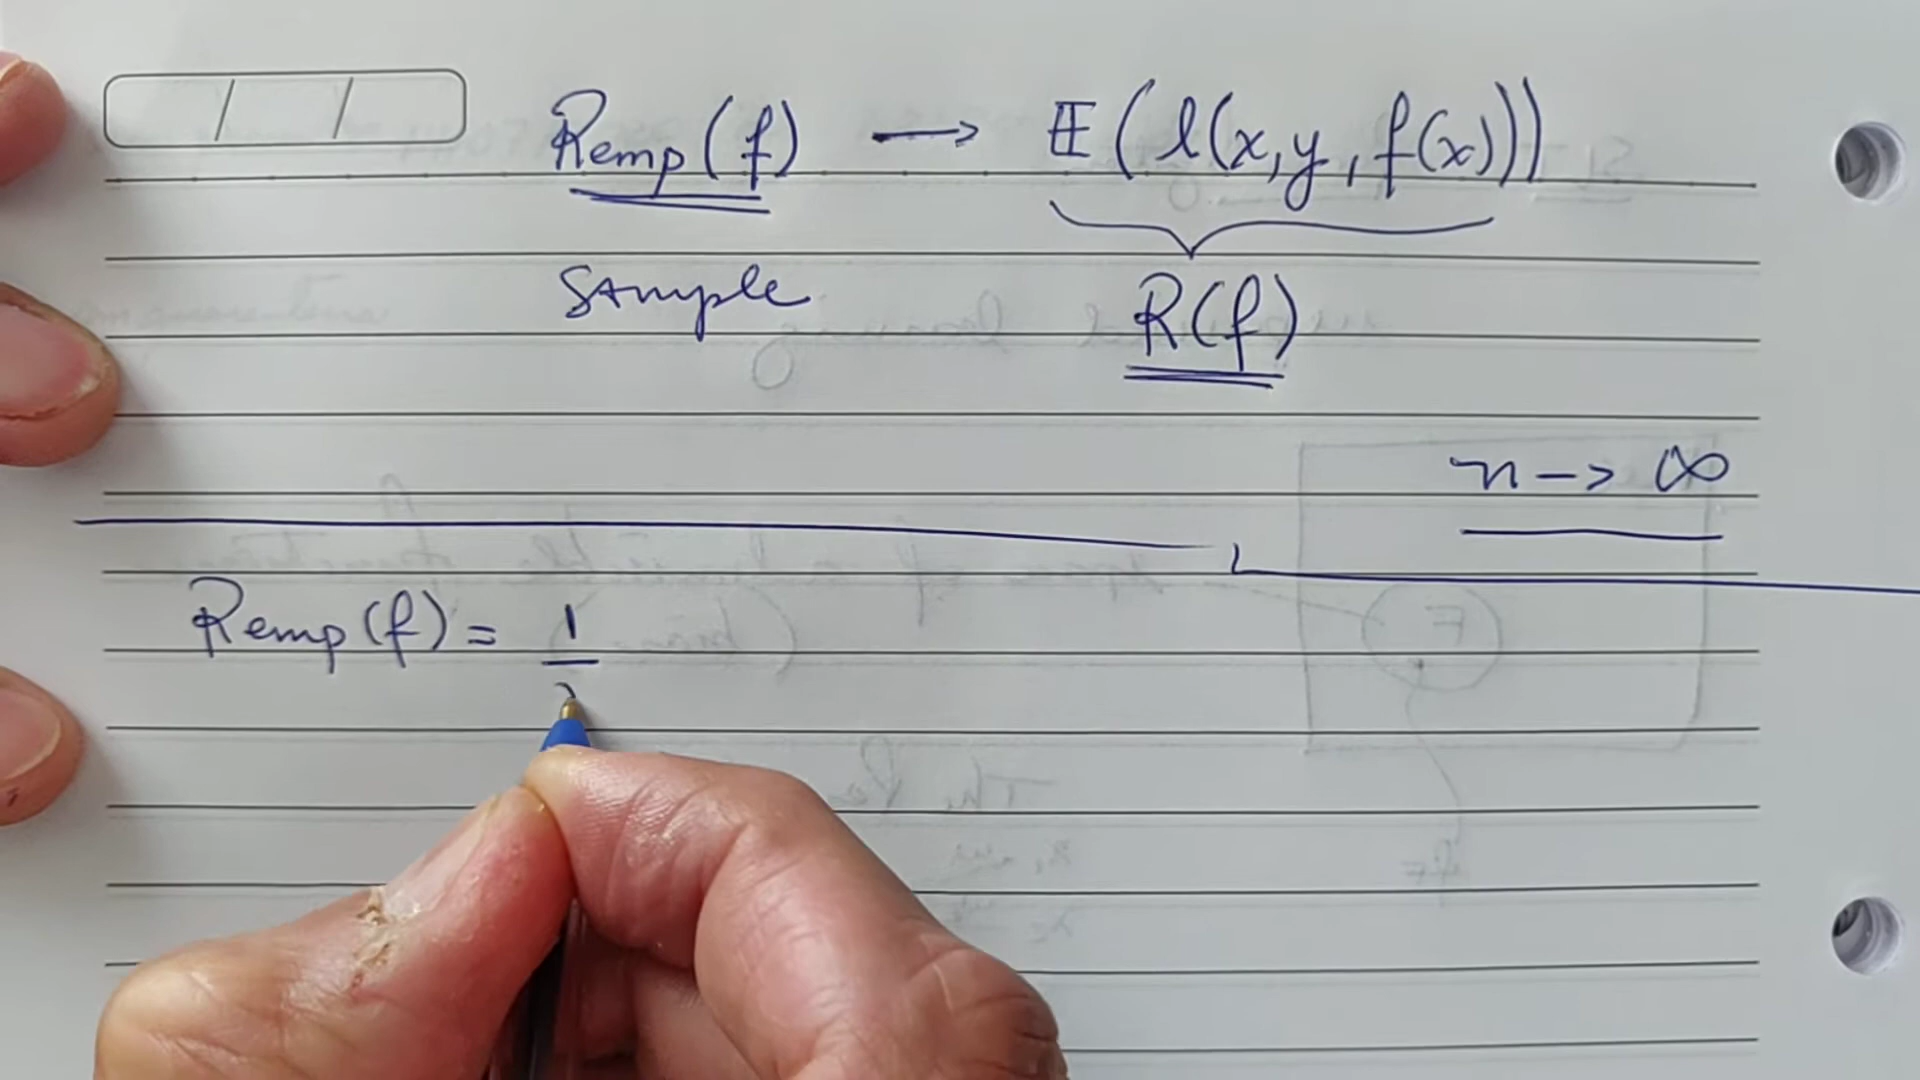 Remp(f) → 𝔼(l(x,y,f(x)))
Sample R(f)
n -> ∞
Remp(f) = 1